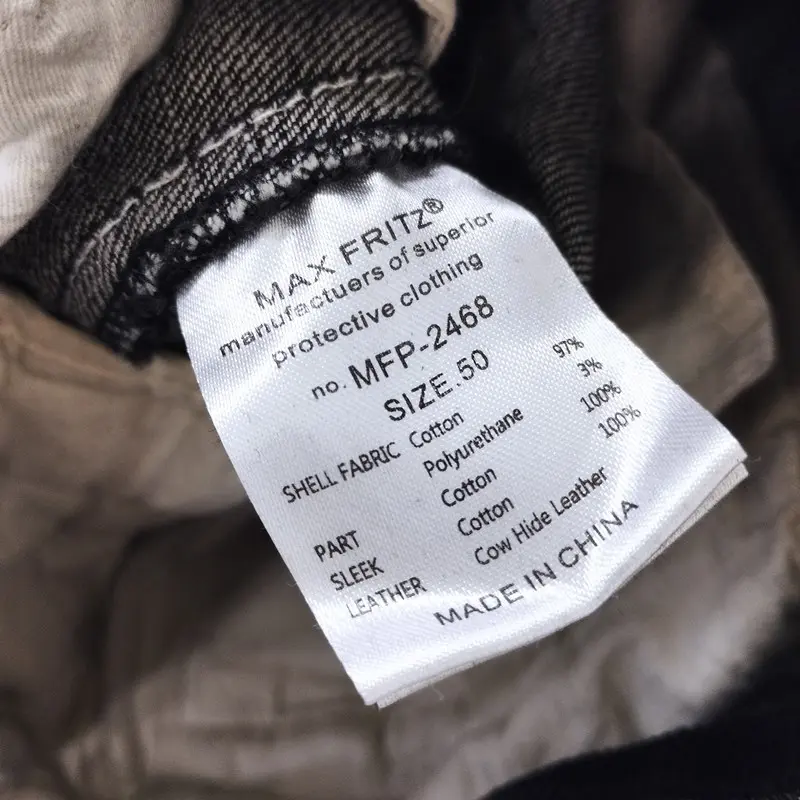 MAX FRITZ®
manufactuers of superior
protective clothing
no. MFP-2468
SIZE.50
SHELL FABRIC Cotton 97%
Polyurethane 3%
PART Cotton 100%
SLEEK Cotton 100%
LEATHER Cow Hide Leather
MADE IN CHINA